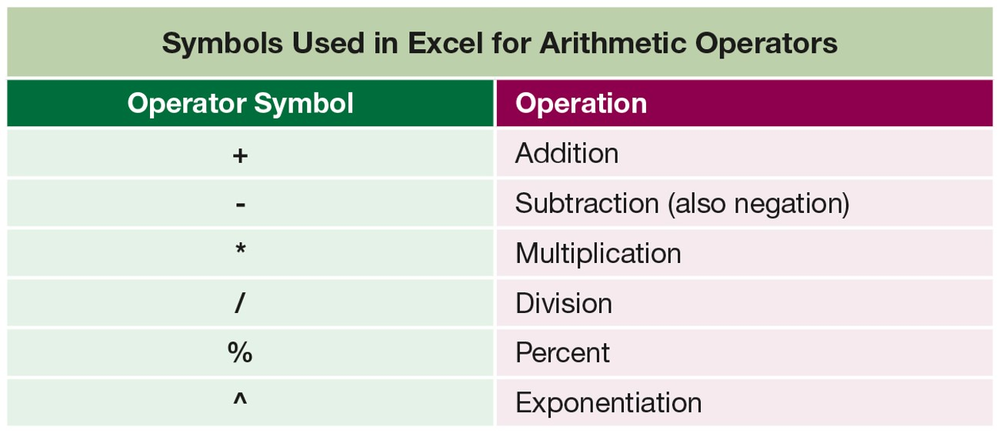 Symbols Used in Excel for Arithmetic Operators
Operator Symbol Operation
+ Addition
- Subtraction (also negation)
* Multiplication
/ Division
% Percent
^ Exponentiation